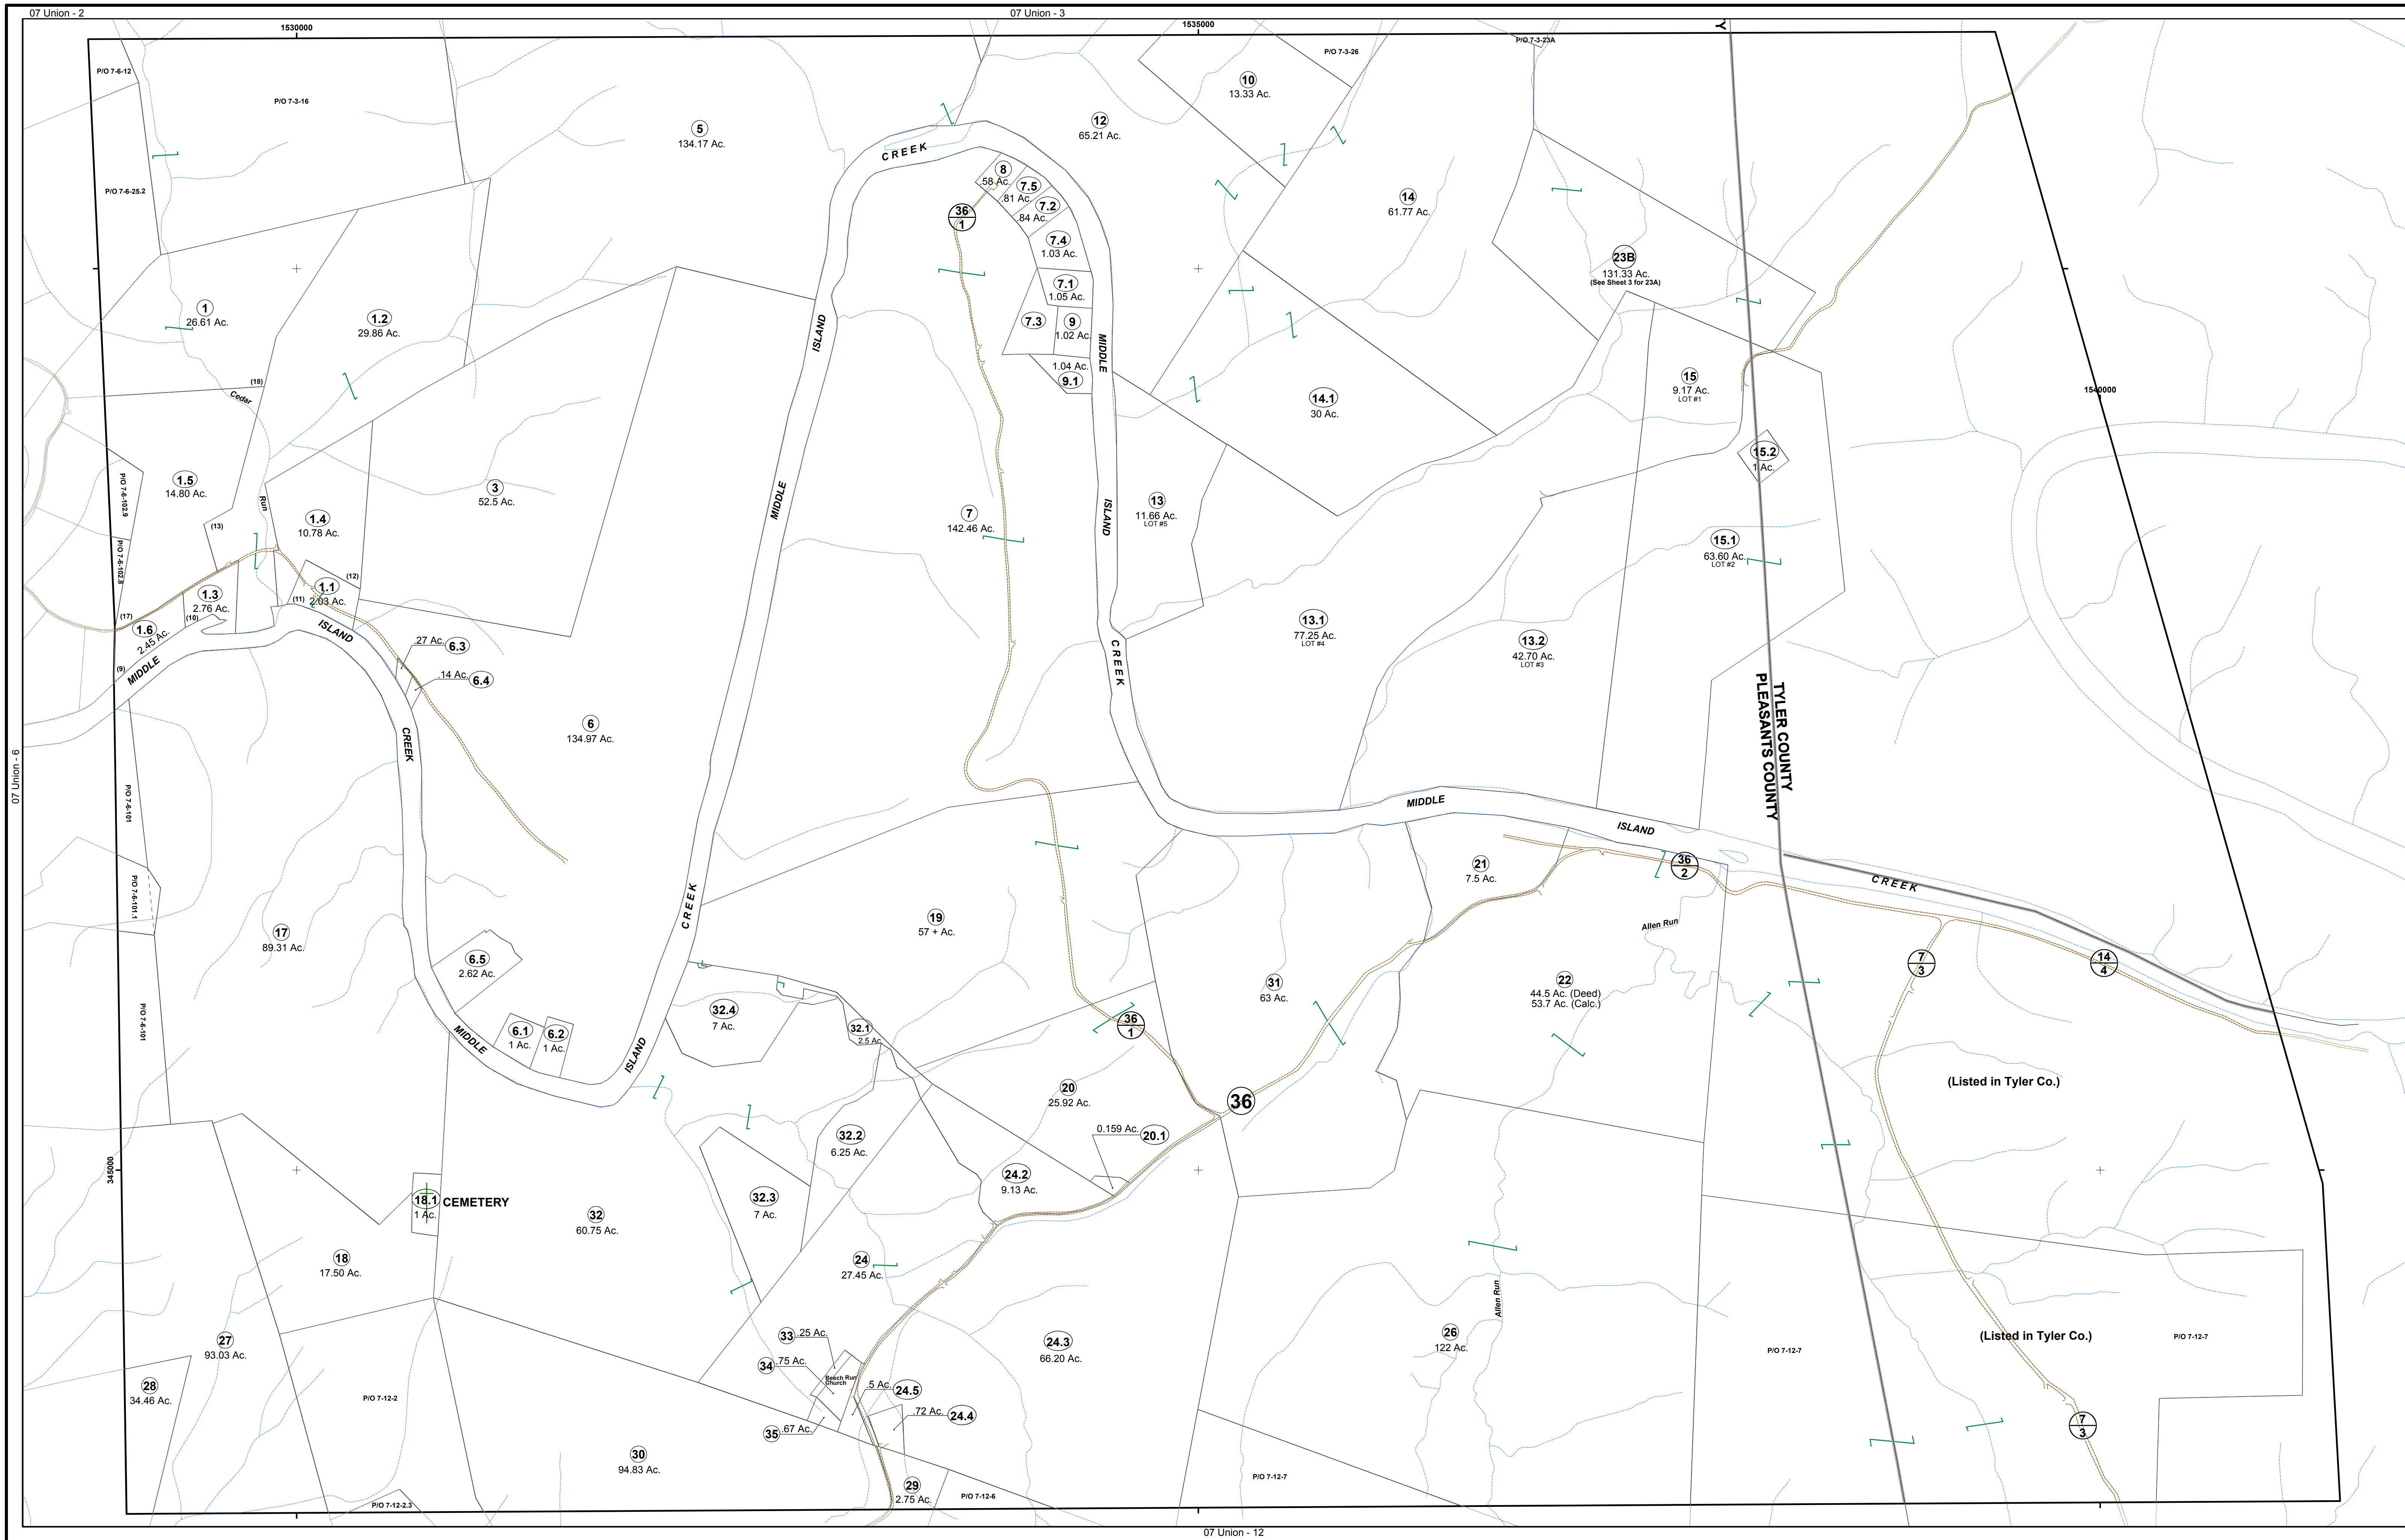 07 Union - 2
07 Union - 3
1530000
1535000
Y
P/O 7-6-12
P/O 7-3-16
P/O 7-3-26
P/O 7-3-23A
10
13.33 Ac.
5
134.17 Ac.
12
65.21 Ac.
CREEK
8
.58 Ac.
7.5
.81 Ac.
7.2
.84 Ac.
P/O 7-6-25.2
14
61.77 Ac.
36
1
7.4
1.03 Ac.
23B
131.33 Ac.
(See Sheet 3 for 23A)
7.1
1.05 Ac.
1
26.61 Ac.
1.2
29.86 Ac.
7.3
9
1.02 Ac.
ISLAND
MIDDLE
1.04 Ac.
9.1
(18)
Cedar
15
9.17 Ac.
LOT #1
1540000
14.1
30 Ac.
15.2
1 Ac.
1.5
14.80 Ac.
P/O 7-6-102.9
3
52.5 Ac.
Run
MIDDLE
7
142.46 Ac.
ISLAND
13
11.66 Ac.
LOT #5
(13)
1.4
10.78 Ac.
15.1
63.60 Ac.
LOT #2
P/O 7-6-102.8
(12)
1.1
2.03 Ac.
(11)
1.3
2.76 Ac.
(17)
(10)
1.6
2.45 Ac.
ISLAND
.27 Ac.
6.3
13.1
77.25 Ac.
LOT #4
13.2
42.70 Ac.
LOT #3
CREEK
(9)
MIDDLE
.14 Ac.
6.4
TYLER COUNTY
PLEASANTS COUNTY
6
134.97 Ac.
CREEK
07 Union - 6
P/O 7-6-101
MIDDLE
ISLAND
21
7.5 Ac.
36
2
CREEK
P/O 7-6-101.1
CREEK
19
57 + Ac.
Allen Run
17
89.31 Ac.
6.5
2.62 Ac.
7
3
14
4
31
63 Ac.
22
44.5 Ac. (Deed)
53.7 Ac. (Calc.)
32.4
7 Ac.
36
1
32.1
2.5 Ac.
P/O 7-6-101
MIDDLE
6.1
1 Ac.
6.2
1 Ac.
ISLAND
(Listed in Tyler Co.)
20
25.92 Ac.
36
32.2
6.25 Ac.
0.159 Ac.
20.1
345000
24.2
9.13 Ac.
18.1
1 Ac.
CEMETERY
32.3
7 Ac.
32
60.75 Ac.
18
17.50 Ac.
24
27.45 Ac.
Allen Run
27
93.03 Ac.
33
.25 Ac.
24.3
66.20 Ac.
26
122 Ac.
(Listed in Tyler Co.)
P/O 7-12-7
P/O 7-12-7
34
.75 Ac.
Beech Run
Church
28
34.46 Ac.
P/O 7-12-2
.5 Ac.
24.5
.72 Ac.
24.4
35
.67 Ac.
7
3
30
94.83 Ac.
P/O 7-12-7
29
2.75 Ac.
P/O 7-12-6
P/O 7-12-2.3
07 Union - 12